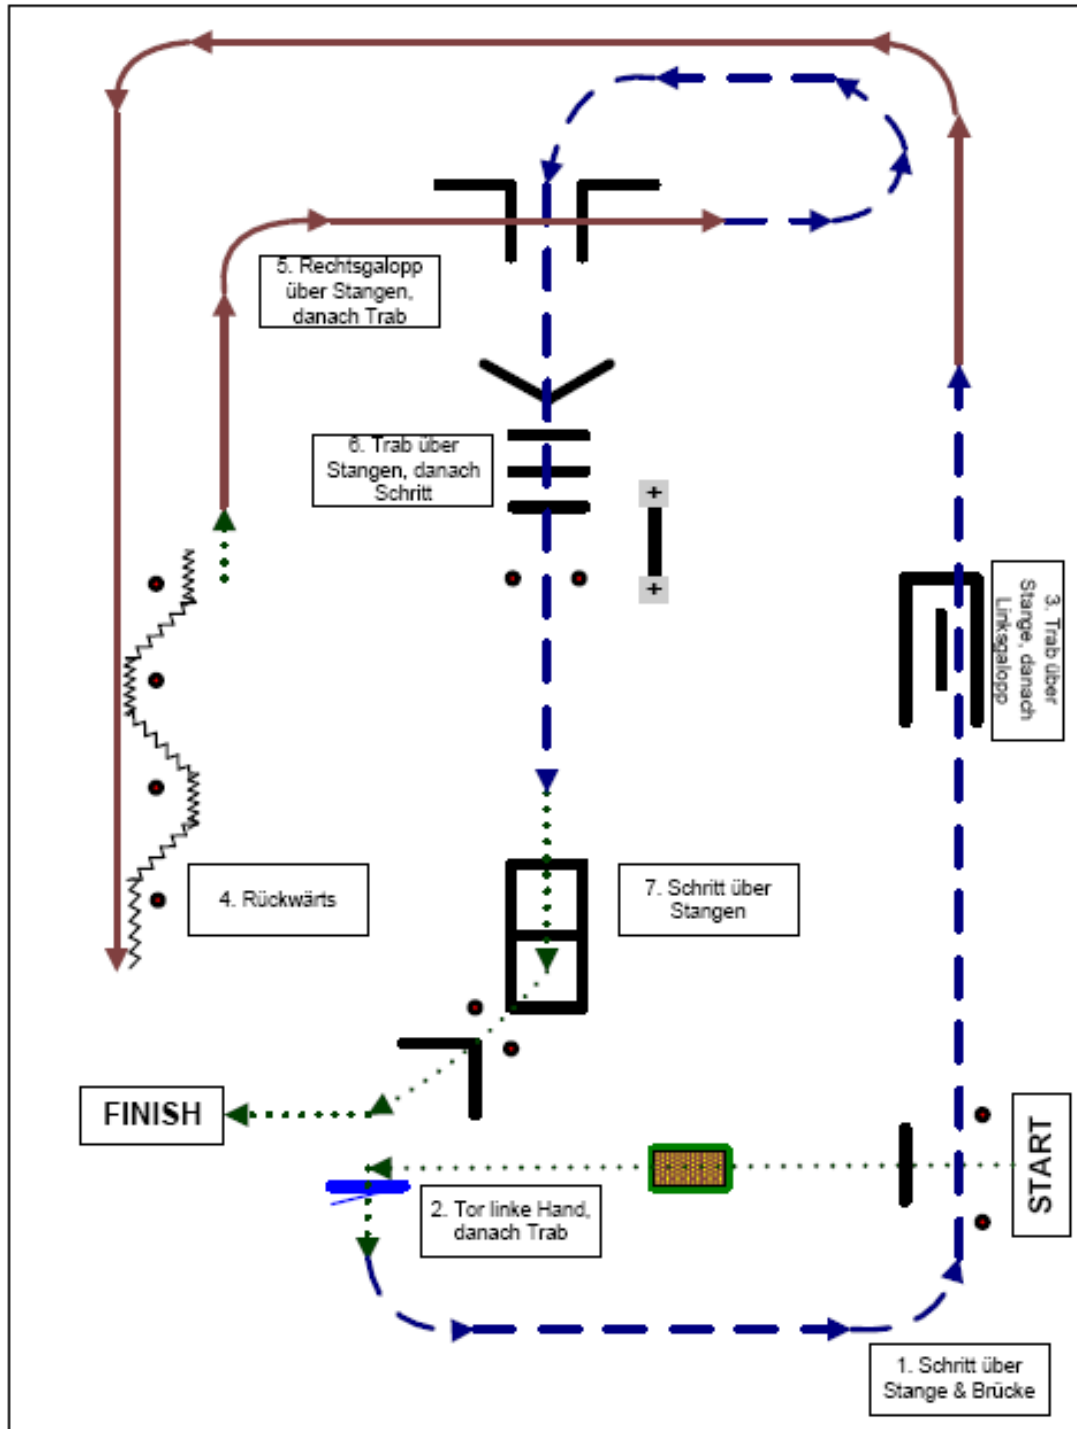 5. Rechtsgalopp
über Stangen,
danach Trab
6. Trab über
Stangen, danach
Schritt
+
+
3. Trab über
Stange, danach
Linksgalopp
4. Rückwärts
7. Schritt über
Stangen
FINISH
START
2. Tor linke Hand,
danach Trab
1. Schritt über
Stange & Brücke